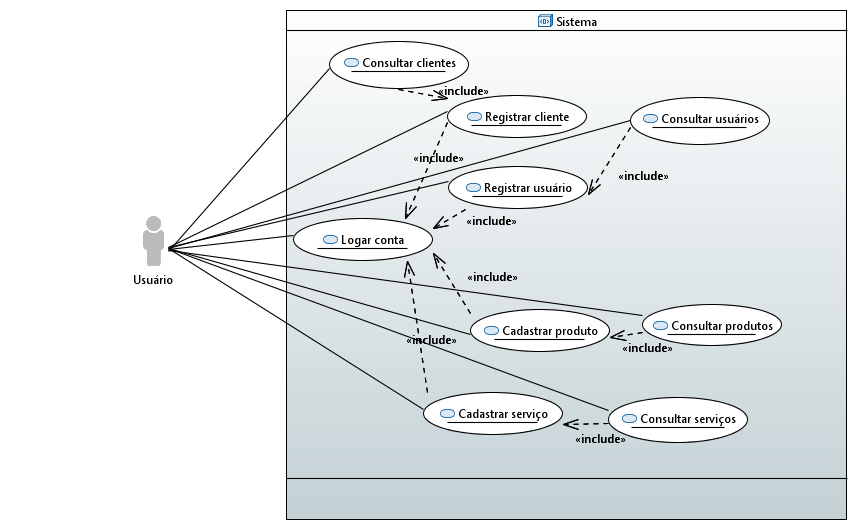 Sistema
Consultar clientes
«include»
Registrar cliente
Consultar usuários
«include»
«include»
Registrar usuário
«include»
Logar conta
«include»
Usuário
Cadastrar produto
Consultar produtos
«include»
«include»
Cadastrar serviço
Consultar serviços
«include»